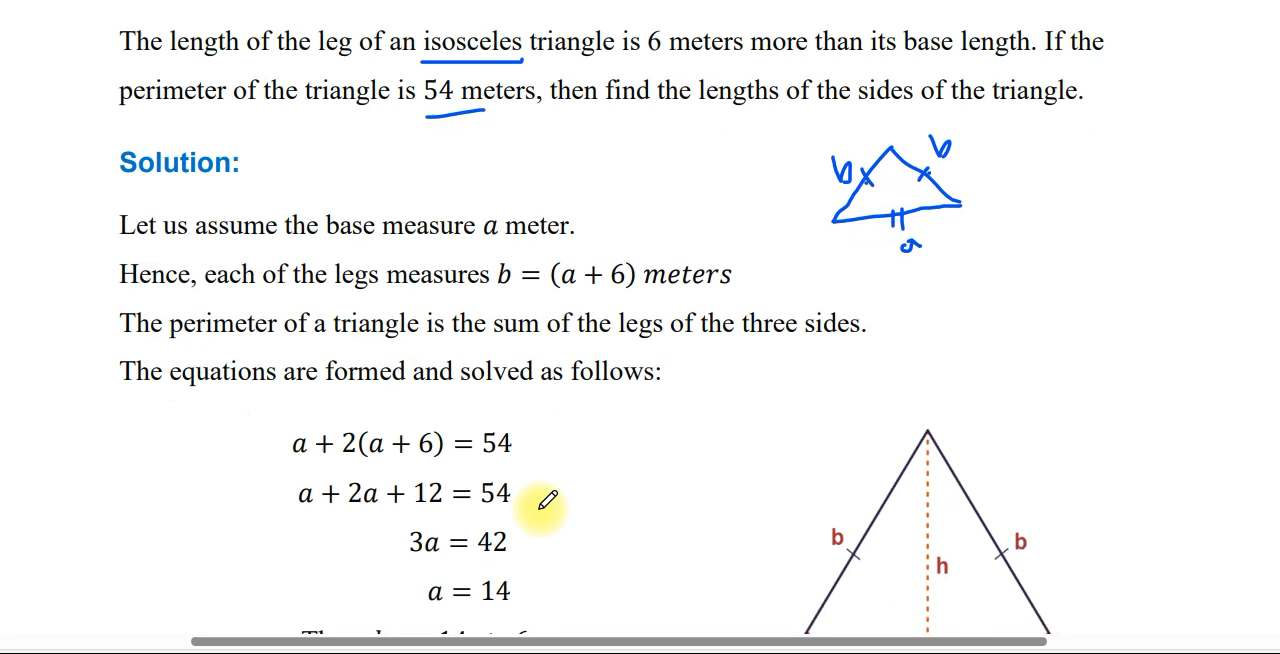 The length of the leg of an isosceles triangle is 6 meters more than its base length. If the
perimeter of the triangle is 54 meters, then find the lengths of the sides of the triangle.
Solution:
b b
a
Let us assume the base measure a meter.
Hence, each of the legs measures b = (a + 6) meters
The perimeter of a triangle is the sum of the legs of the three sides.
The equations are formed and solved as follows:
a + 2(a + 6) = 54
a + 2a + 12 = 54
3a = 42
a = 14
b b
h